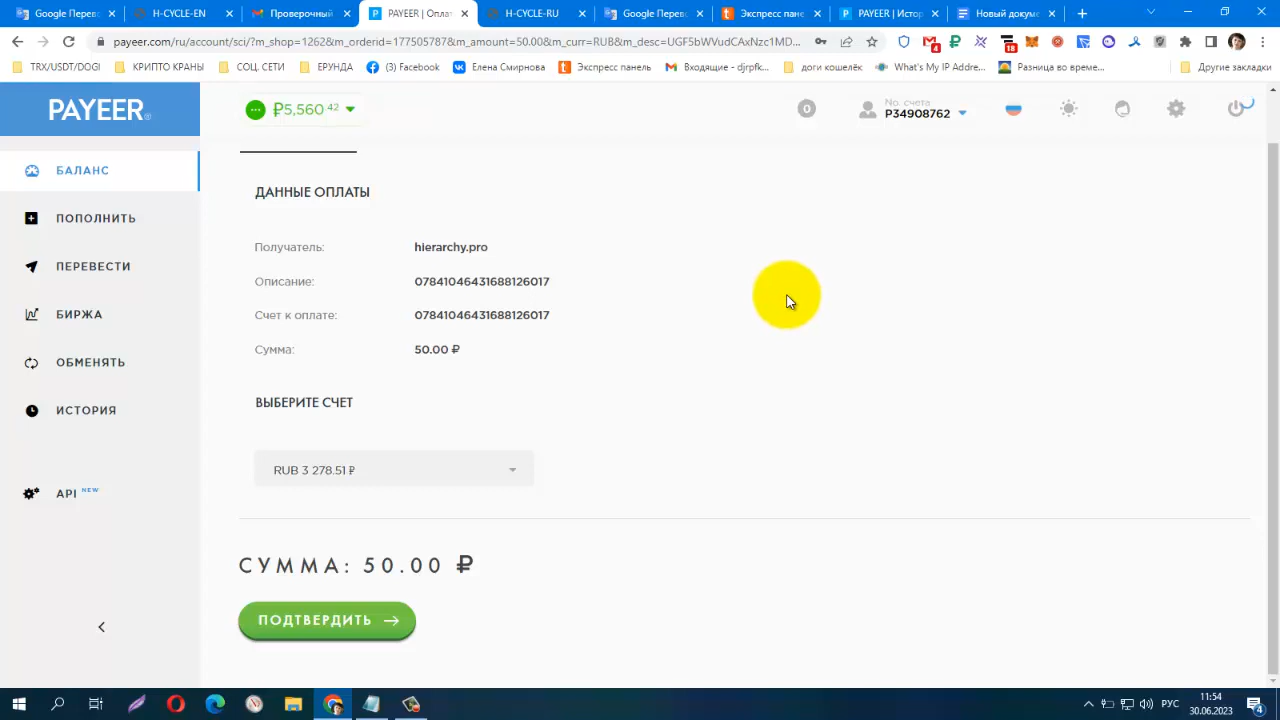 Google Перев
H-CYCLE-EN
Проверочный
PAYEER | Опла
H-CYCLE-RU
Google Перев
Экспресс пане
PAYEER | Истор
Новый докуме
payeer.com/ru/account/sci/?m_shop=1262&m_orderid=177505787&m_amount=50.00&m_curr=RUB&m_desc=UGF5bWVudCAxNzc1MD...
4
18
TRX/USDT/DOGI
КРИПТО КРАНЫ
СОЦ. СЕТИ
ЕРУНДА
(3) Facebook
Елена Смирнова
Экспресс панель
Входящие - djrpfk...
доги кошелёк
What's My IP Addre...
Разница во време...
Другие закладки
PAYEER
₽5,560.42
0
No. счета
P34908762
БАЛАНС
ПОПОЛНИТЬ
ПЕРЕВЕСТИ
БИРЖА
ОБМЕНЯТЬ
ИСТОРИЯ
API NEW
ДАННЫЕ ОПЛАТЫ
Получатель: hierarchy.pro
Описание: 07841046431688126017
Счет к оплате: 07841046431688126017
Сумма: 50.00 ₽
ВЫБЕРИТЕ СЧЕТ
RUB 3 278.51 ₽
СУММА: 50.00 ₽
ПОДТВЕРДИТЬ
РУС
11:54
30.06.2023
4